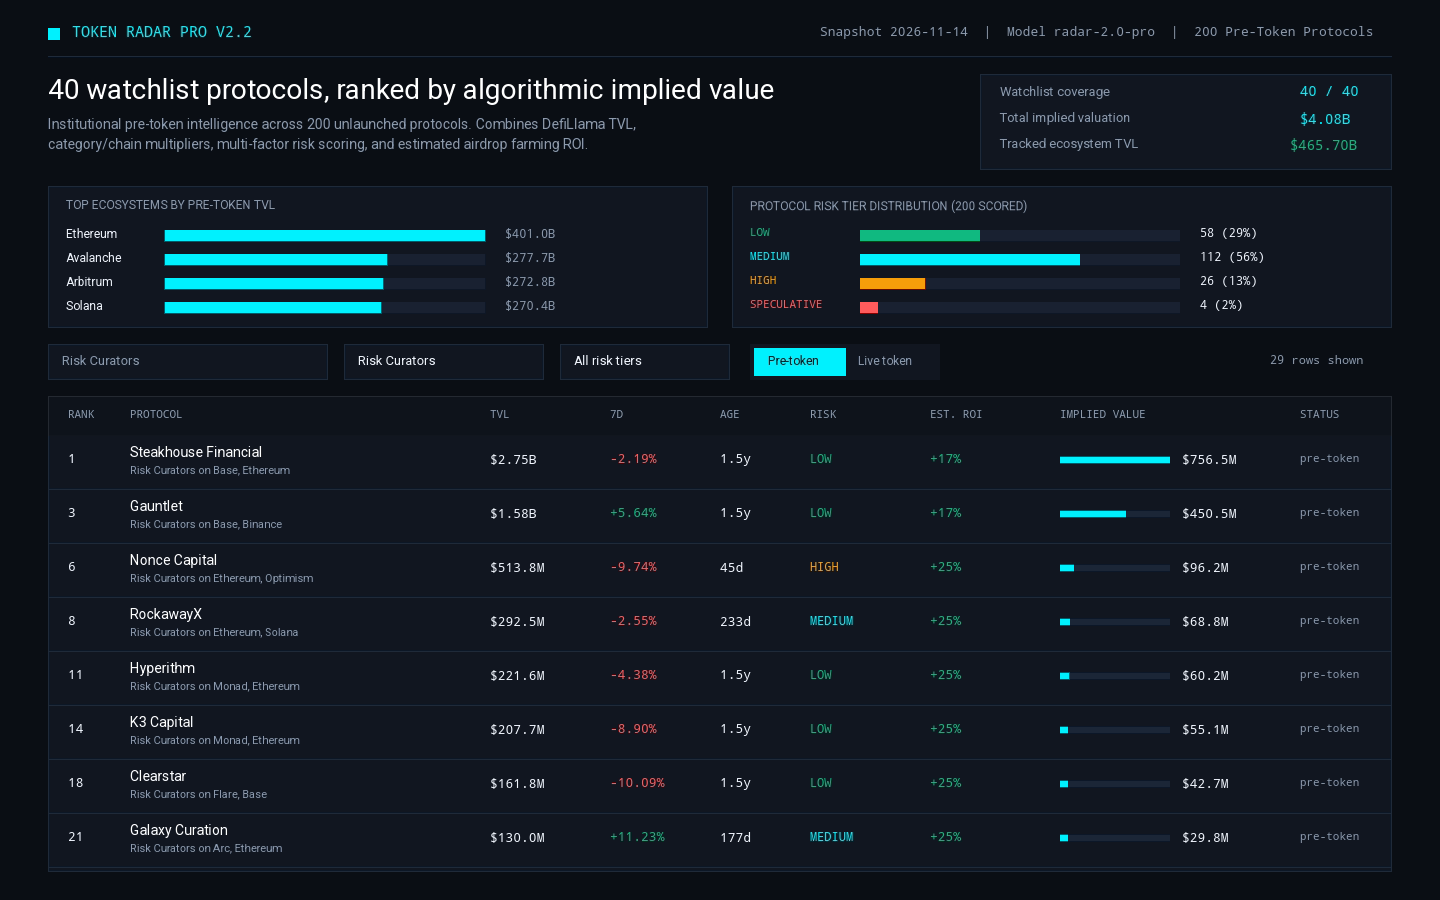 TOKEN RADAR PRO V2.2
Snapshot 2026-11-14 | Model radar-2.0-pro | 200 Pre-Token Protocols
40 watchlist protocols, ranked by algorithmic implied value
Institutional pre-token intelligence across 200 unlaunched protocols. Combines DefiLlama TVL,
category/chain multipliers, multi-factor risk scoring, and estimated airdrop farming ROI.
Watchlist coverage 40 / 40
Total implied valuation $4.08B
Tracked ecosystem TVL $465.70B
TOP ECOSYSTEMS BY PRE-TOKEN TVL
Ethereum $401.0B
Avalanche $277.7B
Arbitrum $272.8B
Solana $270.4B
PROTOCOL RISK TIER DISTRIBUTION (200 SCORED)
LOW 58 (29%)
MEDIUM 112 (56%)
HIGH 26 (13%)
SPECULATIVE 4 (2%)
Risk Curators Risk Curators All risk tiers Pre-token Live token 29 rows shown
RANK PROTOCOL TVL 7D AGE RISK EST. ROI IMPLIED VALUE STATUS
1 Steakhouse Financial $2.75B -2.19% 1.5y LOW +17% $756.5M pre-token
Risk Curators on Base, Ethereum
3 Gauntlet $1.58B +5.64% 1.5y LOW +17% $450.5M pre-token
Risk Curators on Base, Binance
6 Nonce Capital $513.8M -9.74% 45d HIGH +25% $96.2M pre-token
Risk Curators on Ethereum, Optimism
8 RockawayX $292.5M -2.55% 233d MEDIUM +25% $68.8M pre-token
Risk Curators on Ethereum, Solana
11 Hyperithm $221.6M -4.38% 1.5y LOW +25% $60.2M pre-token
Risk Curators on Monad, Ethereum
14 K3 Capital $207.7M -8.90% 1.5y LOW +25% $55.1M pre-token
Risk Curators on Monad, Ethereum
18 Clearstar $161.8M -10.09% 1.5y LOW +25% $42.7M pre-token
Risk Curators on Flare, Base
21 Galaxy Curation $130.0M +11.23% 177d MEDIUM +25% $29.8M pre-token
Risk Curators on Arc, Ethereum